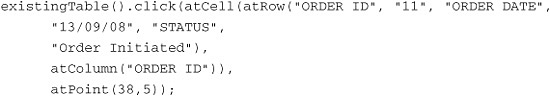 existingTable().click(atCell(atRow("ORDER ID", "11", "ORDER DATE",
"13/09/08", "STATUS",
"Order Initiated"),
atColumn("ORDER ID")),
atPoint(38,5));